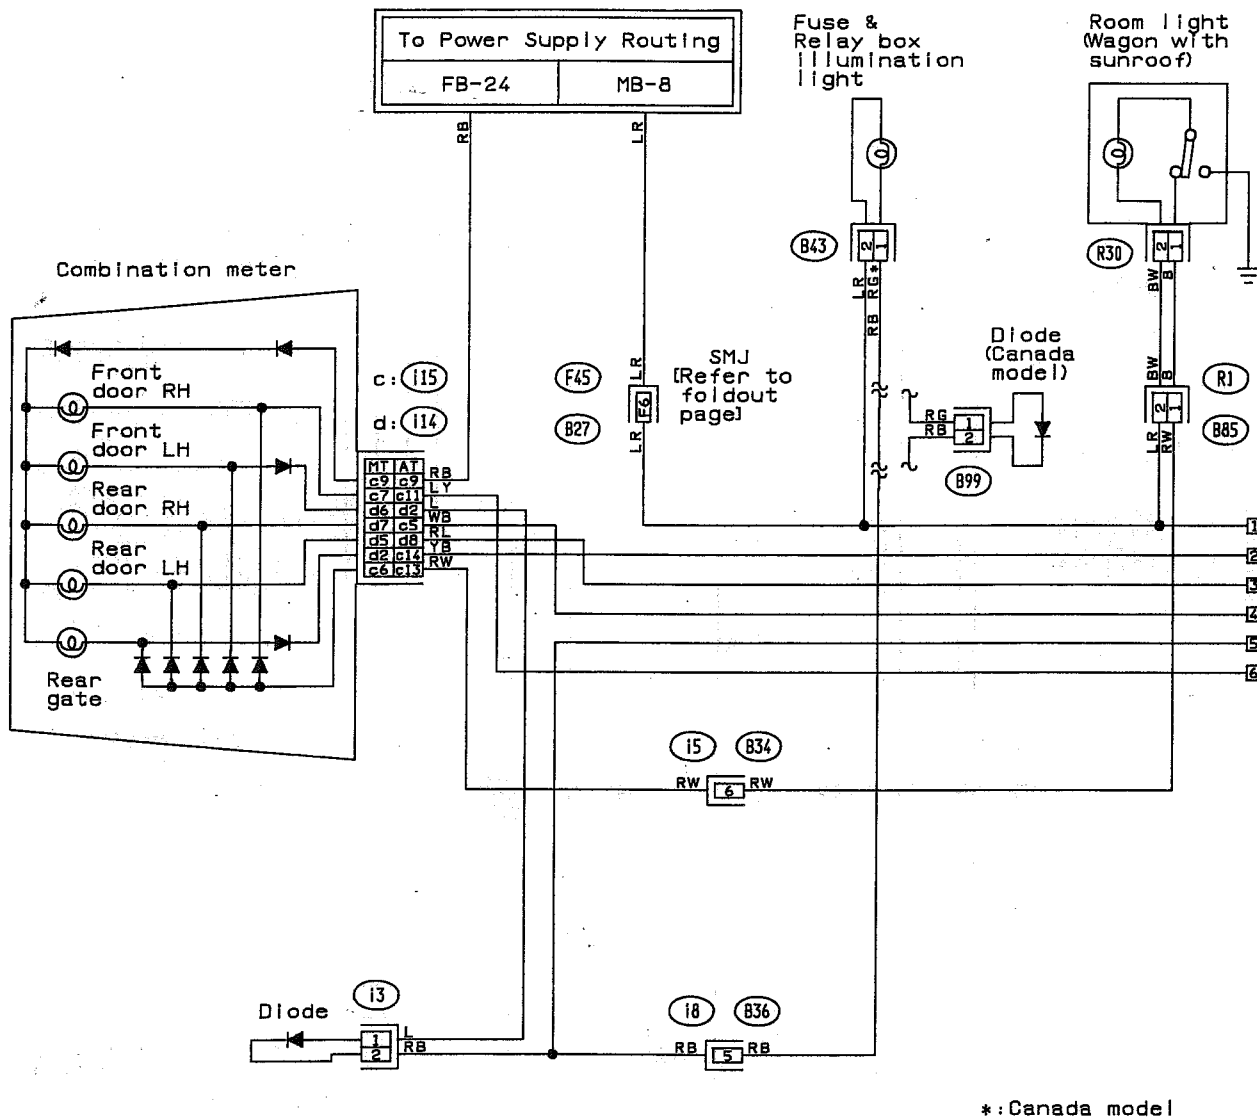 To Power Supply Routing
FB-24
MB-8
Fuse &
Relay box
illumination
light
Room light
(Wagon with
sunroof)
RB
LR
2
1
B43
LR
RG*
RB
R30
2
1
BW
B
Combination meter
Front
door RH
Front
door LH
Rear
door RH
Rear
door LH
Rear
gate
c: i15
d: i14
MT AT
c9 c9 RB
c7 c11 LY
d6 d2 L
d7 c5 WB
d5 d8 RL
d2 c14 YB
c6 c13 RW
F45
B27
LR
F6
LR
SMJ
[Refer to
foldout
page]
Diode
(Canada
model)
RG
RB
1
2
B99
BW
B
R1
2
1
B85
LR
RW
1
2
3
4
5
6
i5
B34
RW
6
RW
Diode
i3
1
2
L
RB
i8
B36
RB
5
RB
*:Canada model